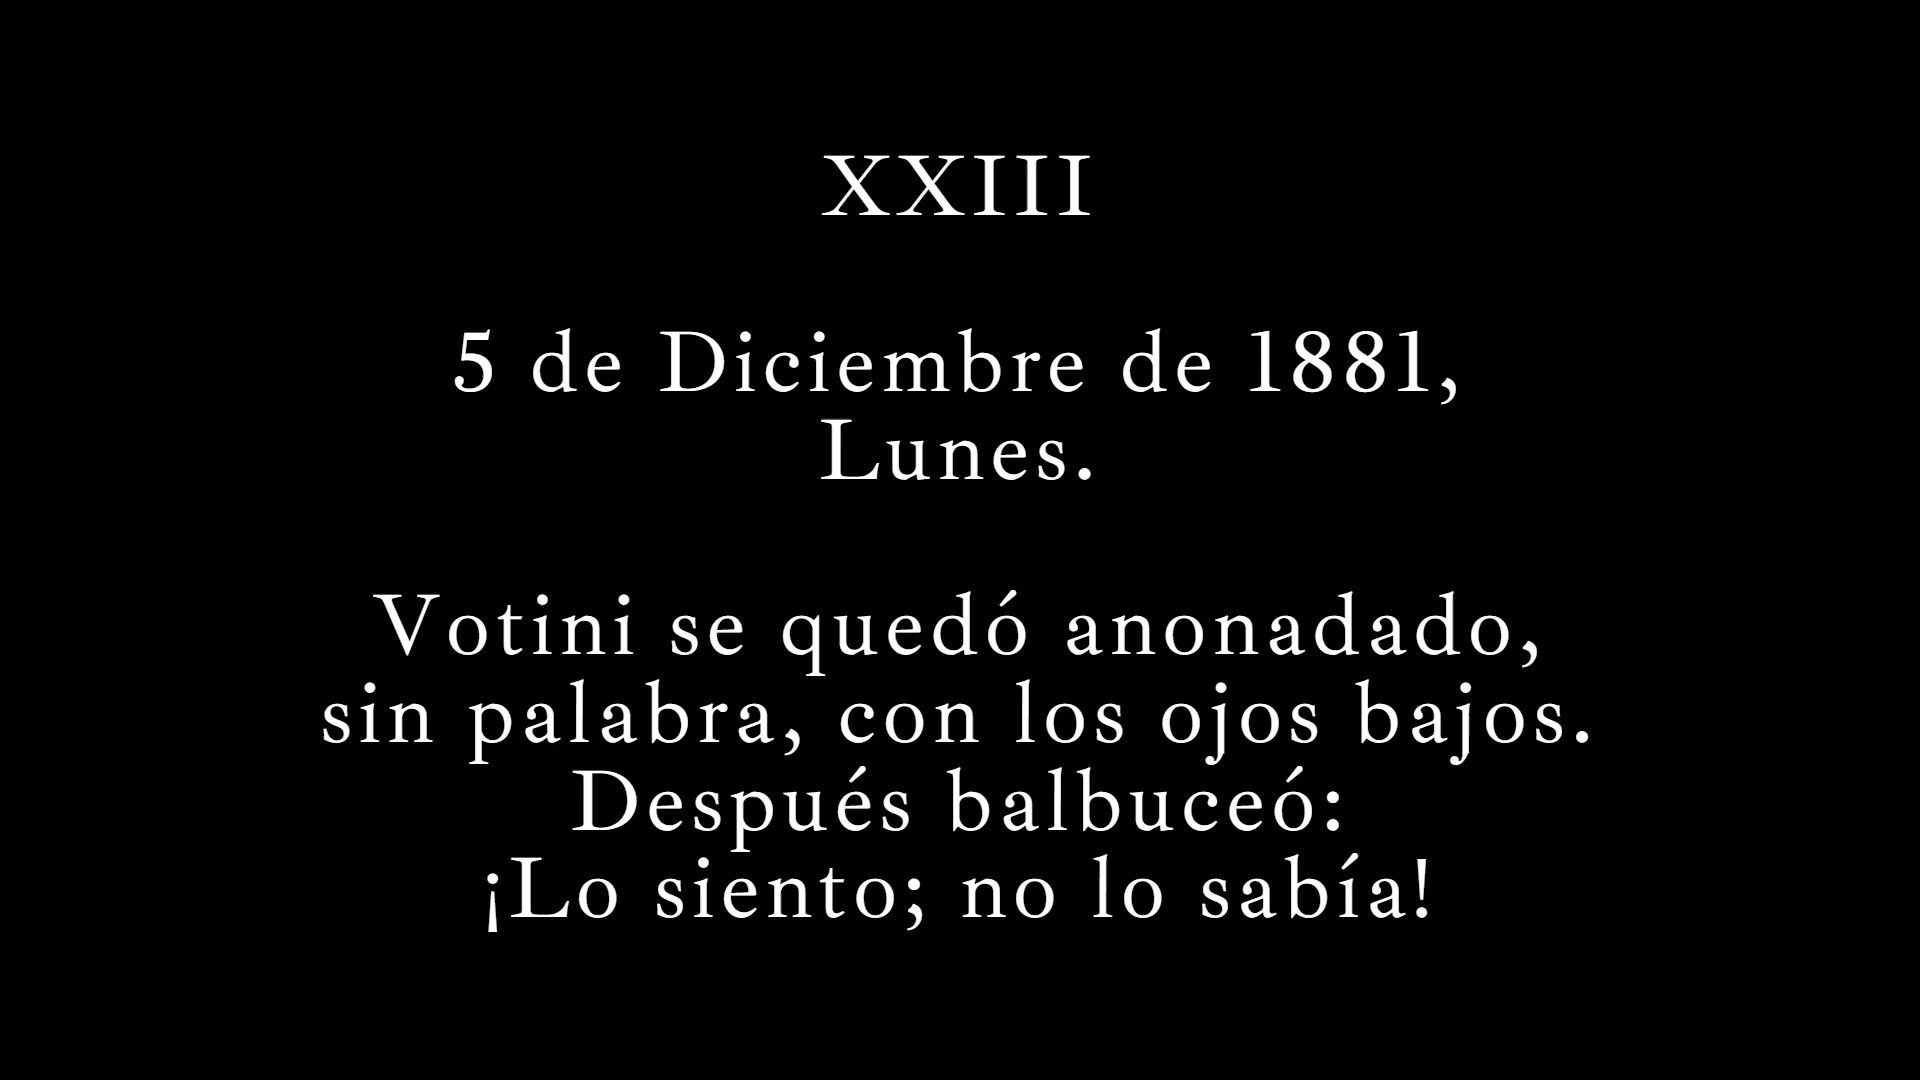 XXIII
5 de Diciembre de 1881,
Lunes.
Votini se quedó anonadado,
sin palabra, con los ojos bajos.
Después balbuceó:
¡Lo siento; no lo sabía!